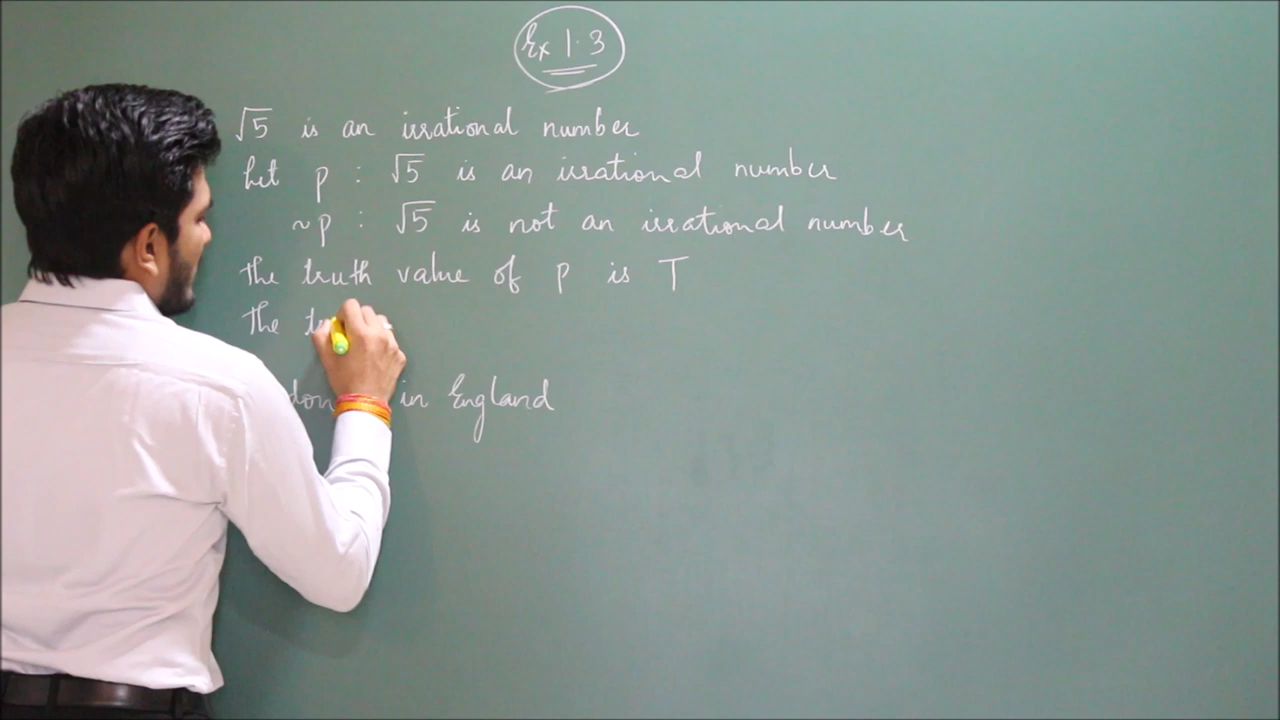 Ex 1.3
√5 is an irrational number
Let p : √5 is an irrational number
~p : √5 is not an irrational number
The truth value of p is T
The
in England